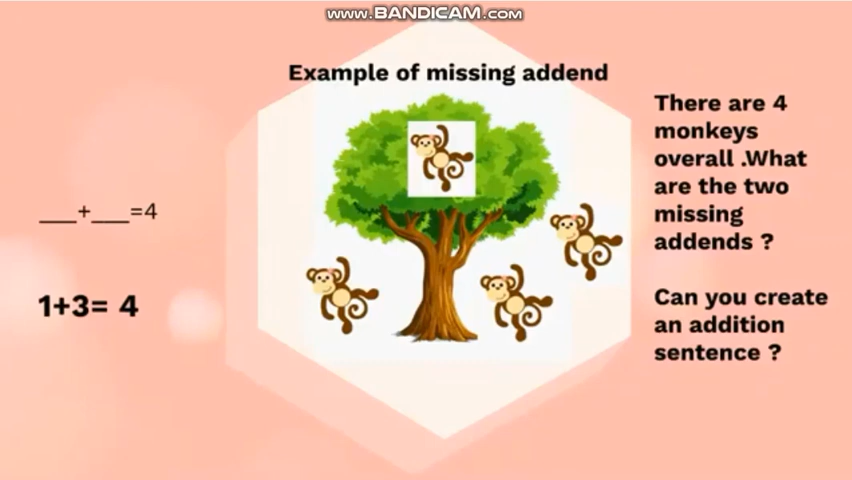 www.BANDICAM.com
Example of missing addend
There are 4
monkeys
overall .What
are the two
missing
addends ?
Can you create
an addition
sentence ?
___+___=4
1+3= 4